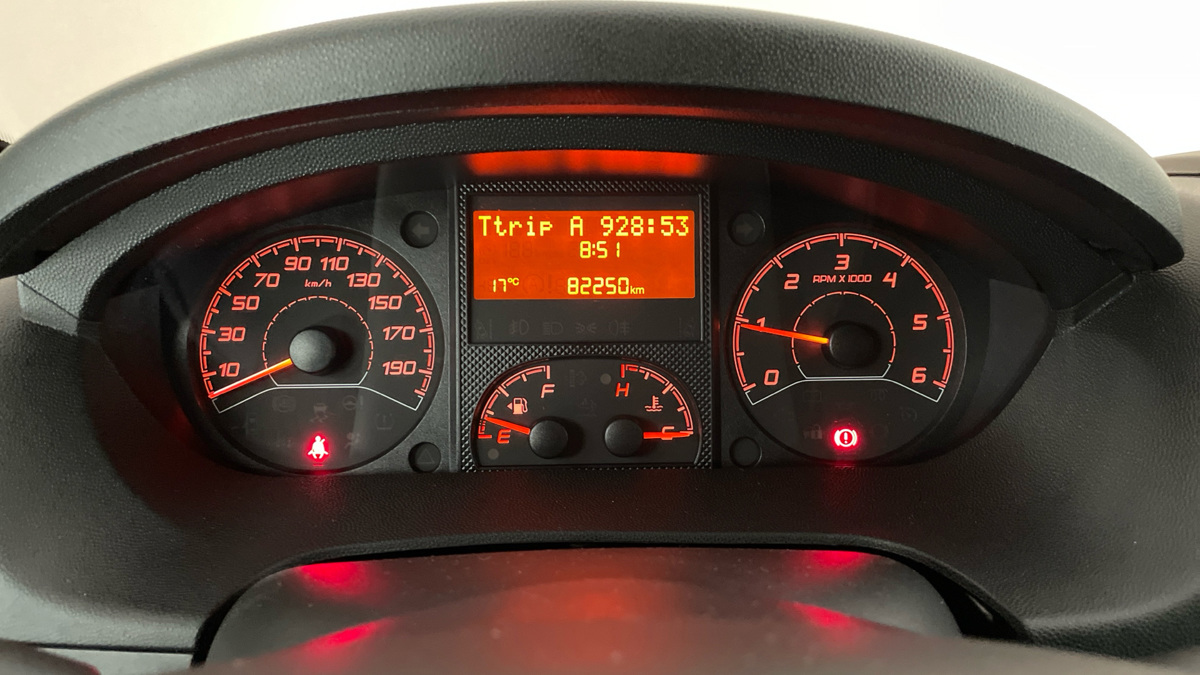 Ttrip A 928:53
8:51
17°C 82250km
10 30 50 70 90 110 130 150 170 190
km/h
0 1 2 3 4 5 6
RPM X 1000
E F
H C